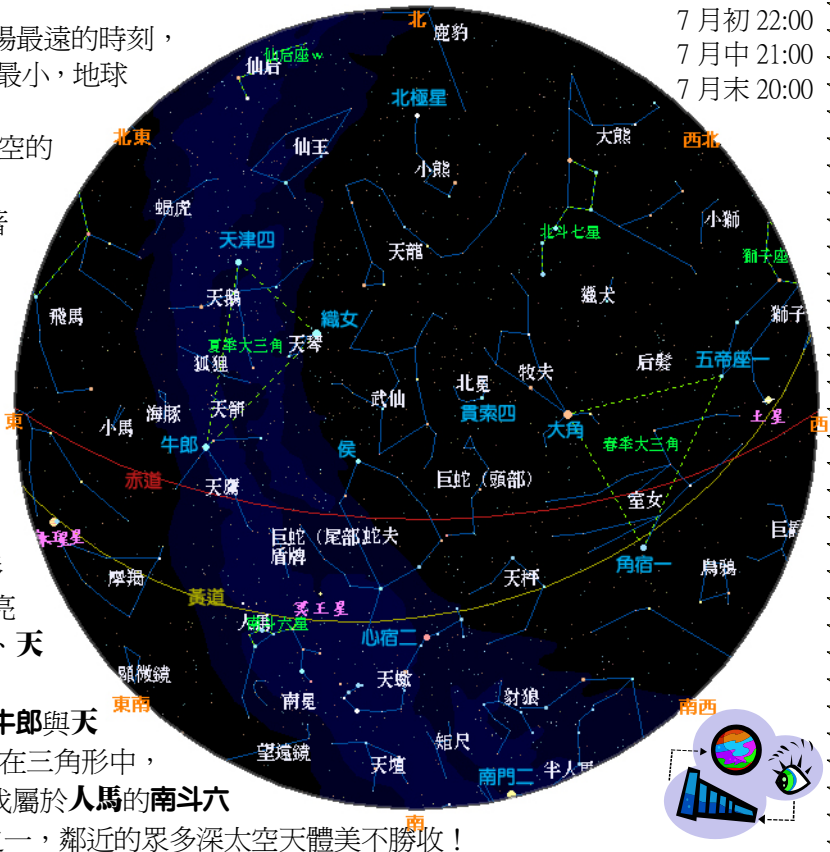 7 月初 22:00
陽最遠的時刻，
7 月中 21:00
最小，地球
7 月末 20:00
空的
北
鹿豹
仙后
仙后座w
北極星
北東
仙王
小熊
大熊
西北
蝎虎
天津四
天龍
北斗七星
小獅
獅子座
飛馬
天鵝
織女
獵犬
獅子
夏季大三角
天琴
狐狸
牧夫
后髮
五帝座一
武仙
北冕
貫索四
東
小馬
海豚
天箭
大角
土星
西
牛郎
侯
春季大三角
赤道
天鷹
巨蛇（頭部）
室女
木星
巨蛇（尾部）
蛇夫
盾牌
角宿一
烏鴉
摩羯
黃道
天秤
冥王星
人馬
南斗六星
心宿二
亮
、天
顯微鏡
東南
南冕
天蠍
豺狼
南西
牛郎與天
望遠鏡
天壇
矩尺
南門二
半人馬
在三角形中，
屬於人馬的南斗六
南
之一，鄰近的眾多深太空天體美不勝收！